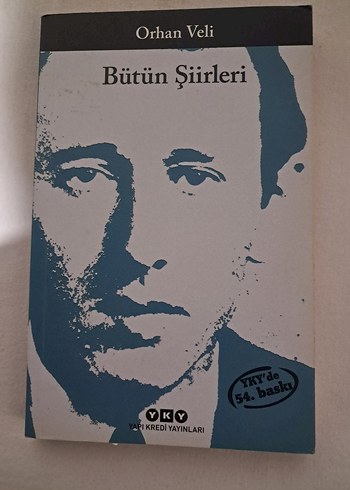 Orhan Veli
Bütün Şiirleri
YKY'de
54. baskı
YKY
YAPI KREDİ YAYINLARI